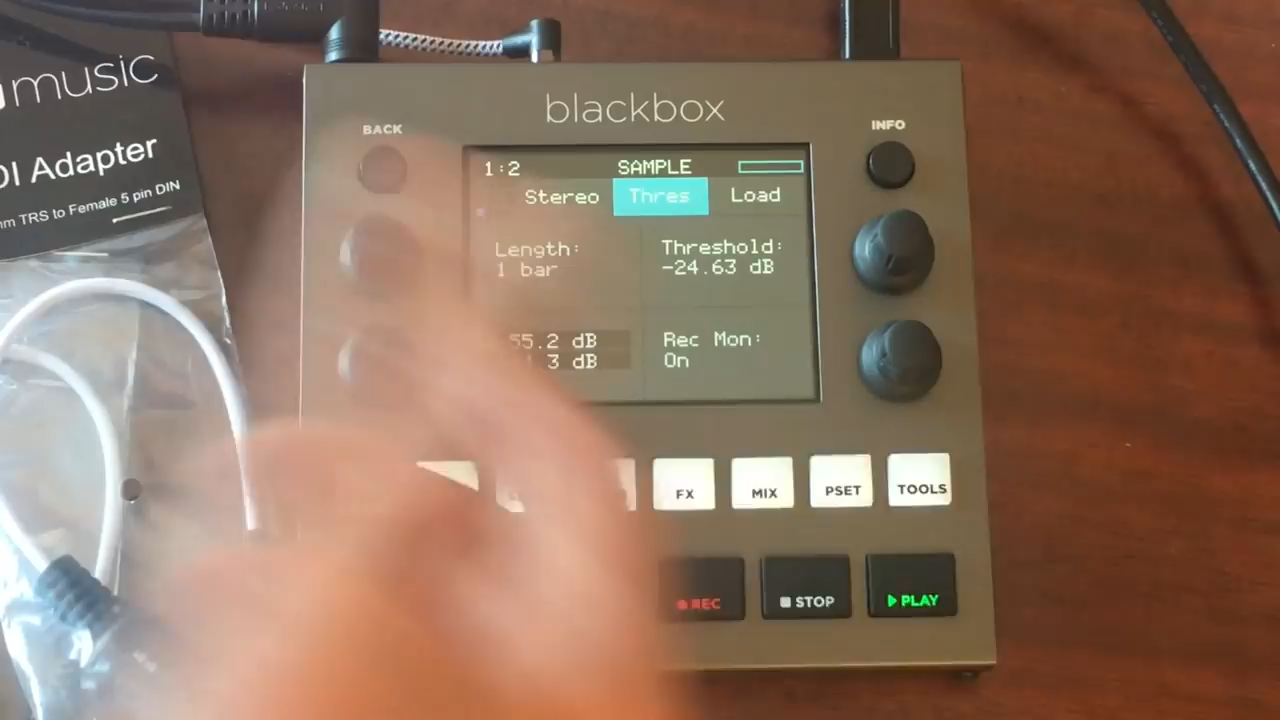 music
DI Adapter
m TRS to Female 5 pin DIN
blackbox
BACK
INFO
1:2 SAMPLE
Stereo Thres Load
Length: Threshold:
1 bar -24.63 dB
55.2 dB Rec Mon:
.3 dB On
FX MIX PSET TOOLS
REC STOP PLAY